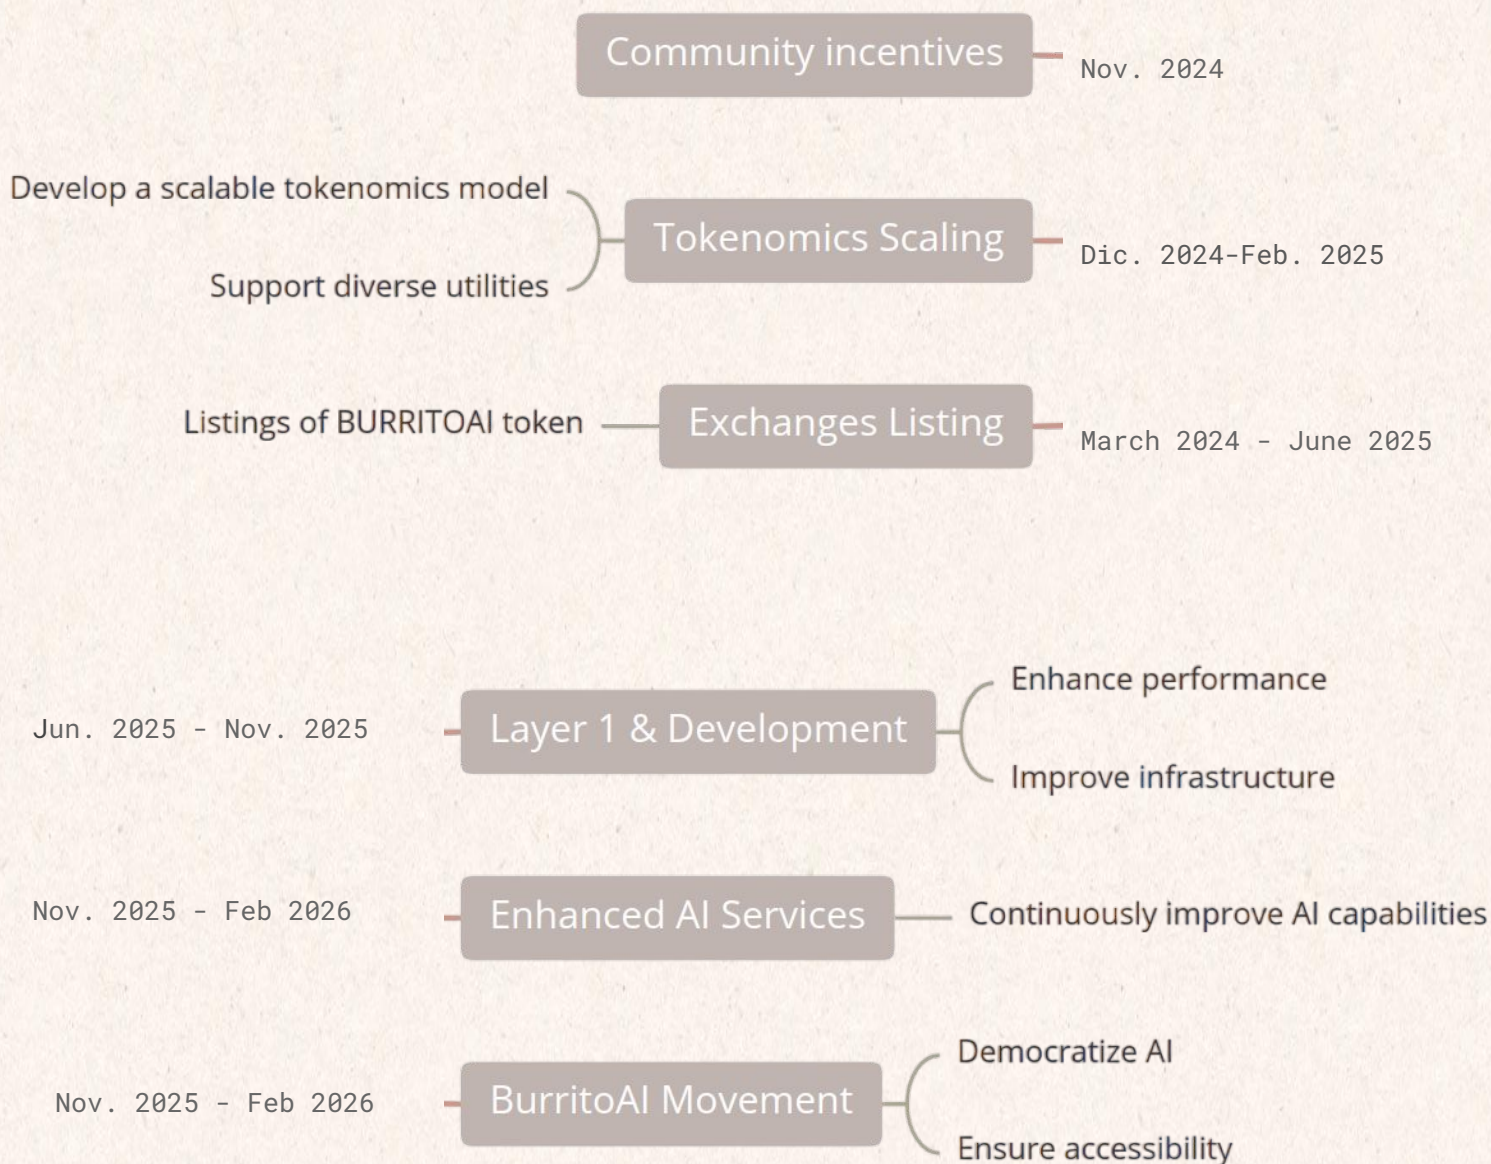 Community incentives
Nov. 2024
Develop a scalable tokenomics model
Support diverse utilities
Tokenomics Scaling
Dic. 2024-Feb. 2025
Listings of BURRITOAI token
Exchanges Listing
March 2024 - June 2025
Jun. 2025 - Nov. 2025
Layer 1 & Development
Enhance performance
Improve infrastructure
Nov. 2025 - Feb 2026
Enhanced AI Services
Continuously improve AI capabilities
Nov. 2025 - Feb 2026
BurritoAI Movement
Democratize AI
Ensure accessibility